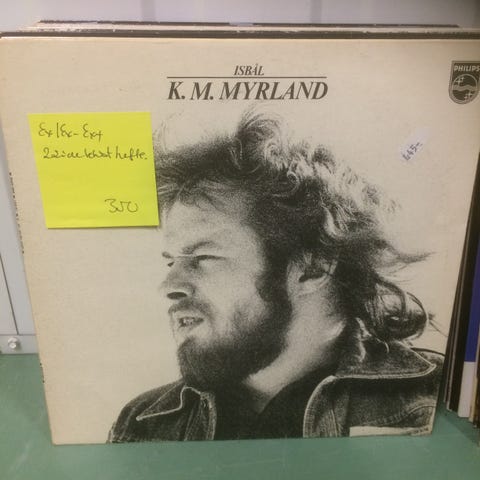 ISBÅL
K. M. MYRLAND
PHILIPS
Ex/Ex-Ex+
350